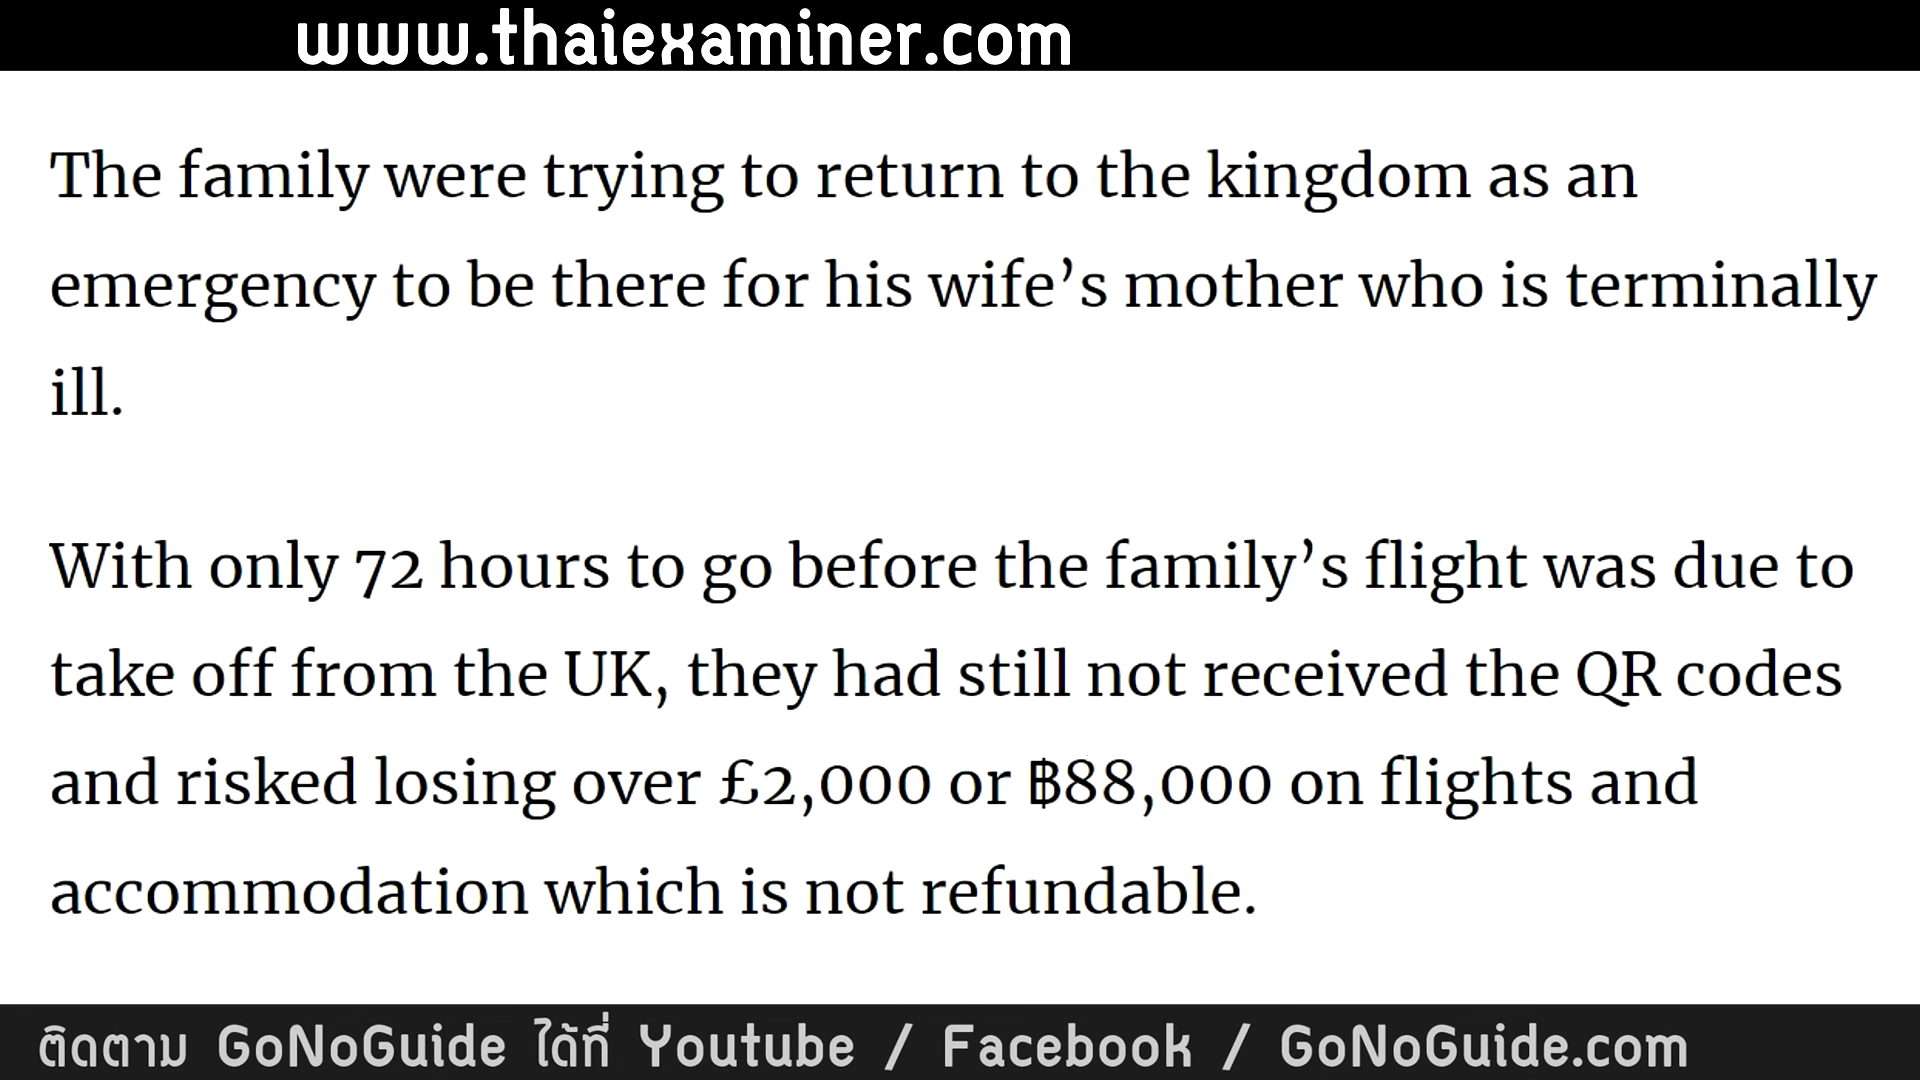 www.thaiexaminer.com
The family were trying to return to the kingdom as an
emergency to be there for his wife’s mother who is terminally
ill.
With only 72 hours to go before the family’s flight was due to
take off from the UK, they had still not received the QR codes
and risked losing over £2,000 or ฿88,000 on flights and
accommodation which is not refundable.
ติดตาม GoNoGuide ได้ที่ Youtube / Facebook / GoNoGuide.com